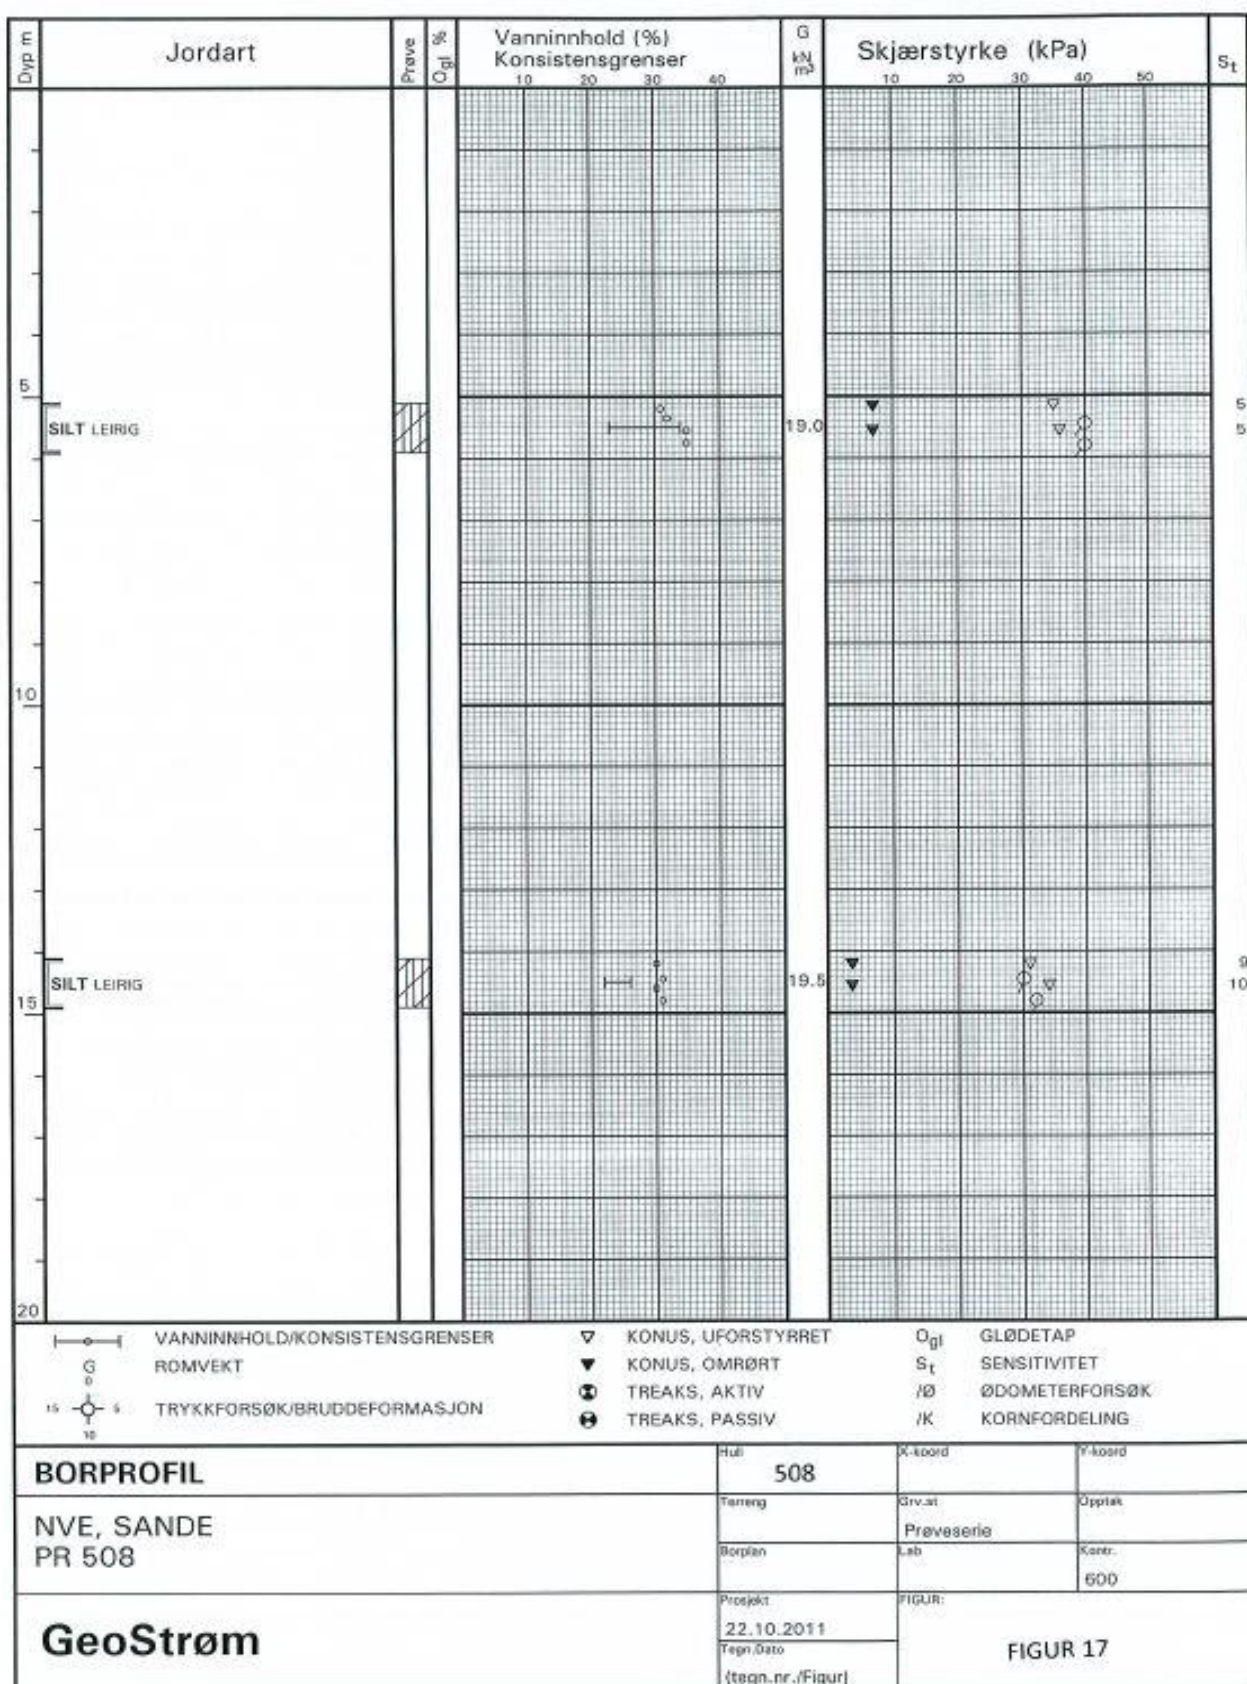 Dyp m
Jordart
Prøve
Ogl %
Vanninnhold (%)
Konsistensgrenser
10 20 30 40
G
kN
m3
Skjærstyrke (kPa)
10 20 30 40 50
St
5
SILT LEIRIG
19.0
5
5
10
15
SILT LEIRIG
19.5
9
10
20
VANNINNHOLD/KONSISTENSGRENSER
G ROMVEKT
0
15 5 TRYKKFORSØK/BRUDDEFORMASJON
10
KONUS, UFORSTYRRET
KONUS, OMRØRT
TREAKS, AKTIV
TREAKS, PASSIV
Ogl GLØDETAP
St SENSITIVITET
/Ø ØDOMETERFORSØK
/K KORNFORDELING
BORPROFIL
NVE, SANDE
PR 508
GeoStrøm
Hull
508
X-koord
Y-koord
Terreng
Grv.st
Prøveserie
Opptak
Borplan
Lab
Kontr.
600
Prosjekt
22.10.2011
Tegn.Dato
(tegn.nr./Figur)
FIGUR:
FIGUR 17